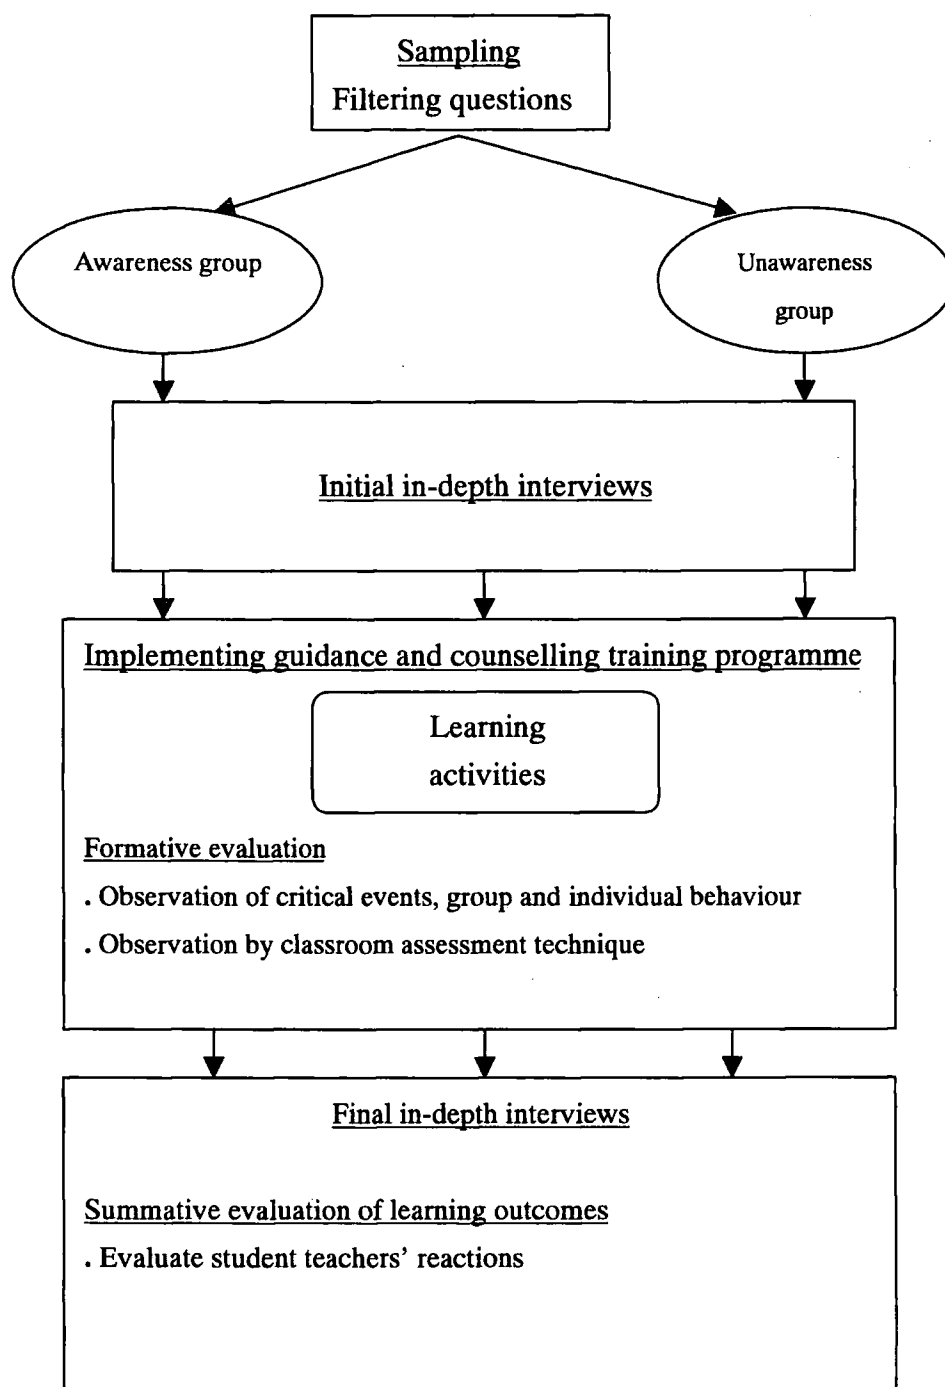 Sampling
Filtering questions
Awareness group
Unawareness
group
Initial in-depth interviews
Implementing guidance and counselling training programme
Learning
activities
Formative evaluation
. Observation of critical events, group and individual behaviour
. Observation by classroom assessment technique
Final in-depth interviews
Summative evaluation of learning outcomes
. Evaluate student teachers’ reactions